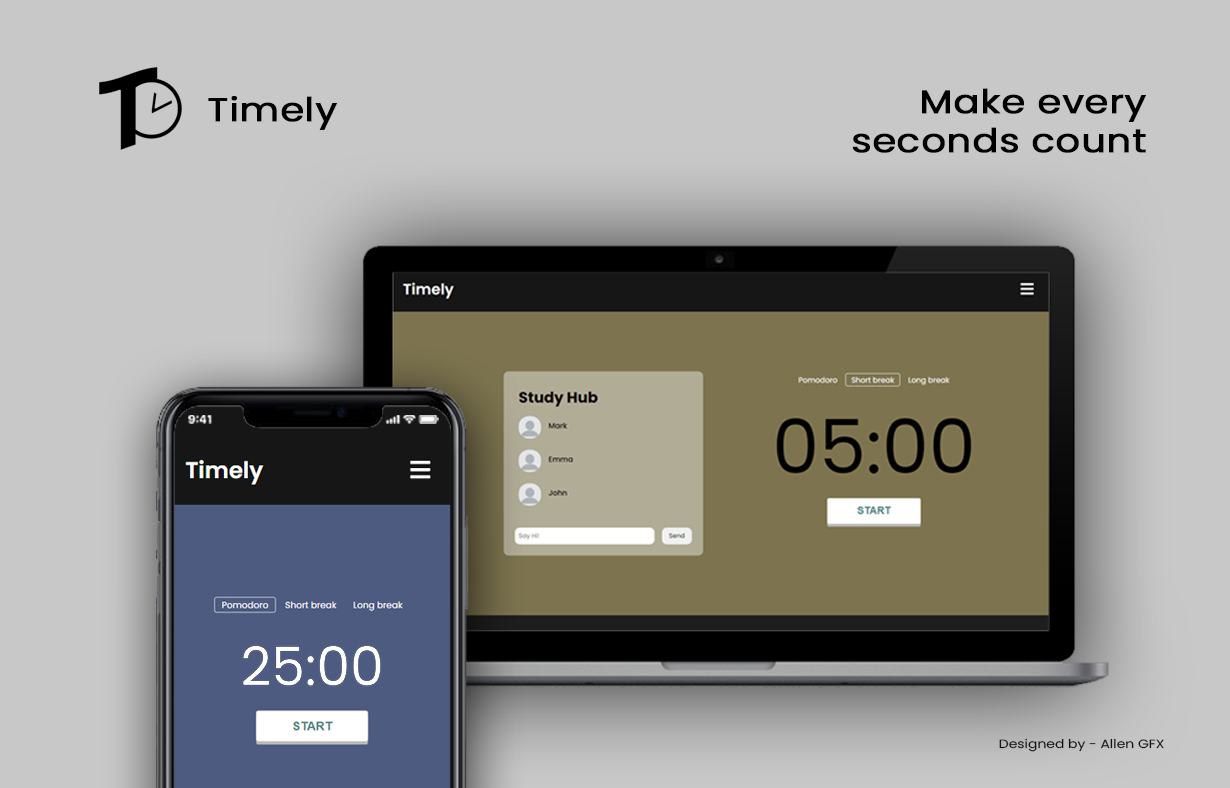 Timely
Make every
seconds count
Timely
Study Hub
Mark
Emma
John
Say Hi!
Send
Pomodoro Short break Long break
05:00
START
9:41
Timely
Pomodoro Short break Long break
25:00
START
Designed by - Allen GFX